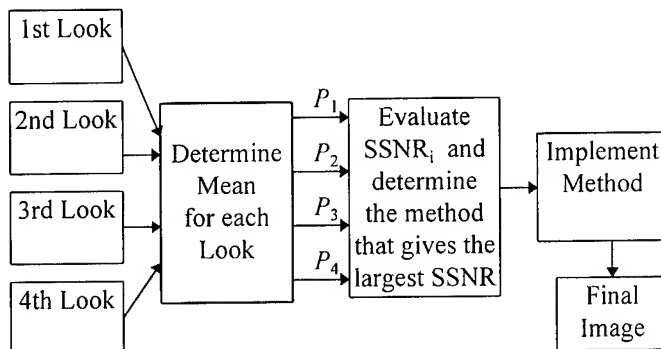 1st Look
2nd Look
3rd Look
4th Look
Determine
Mean
for each
Look
P1
P2
P3
P4
Evaluate
SSNRi and
determine
the method
that gives the
largest SSNR
Implement
Method
Final
Image